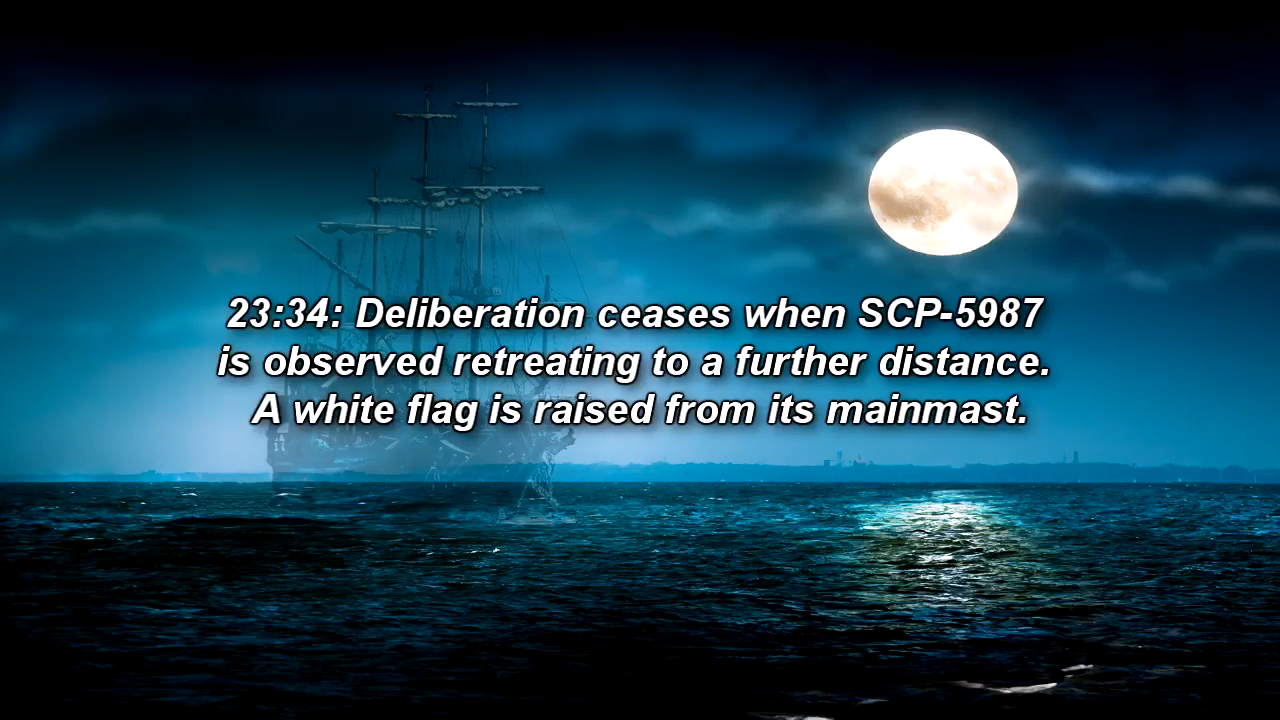 23:34: Deliberation ceases when SCP-5987
is observed retreating to a further distance.
A white flag is raised from its mainmast.